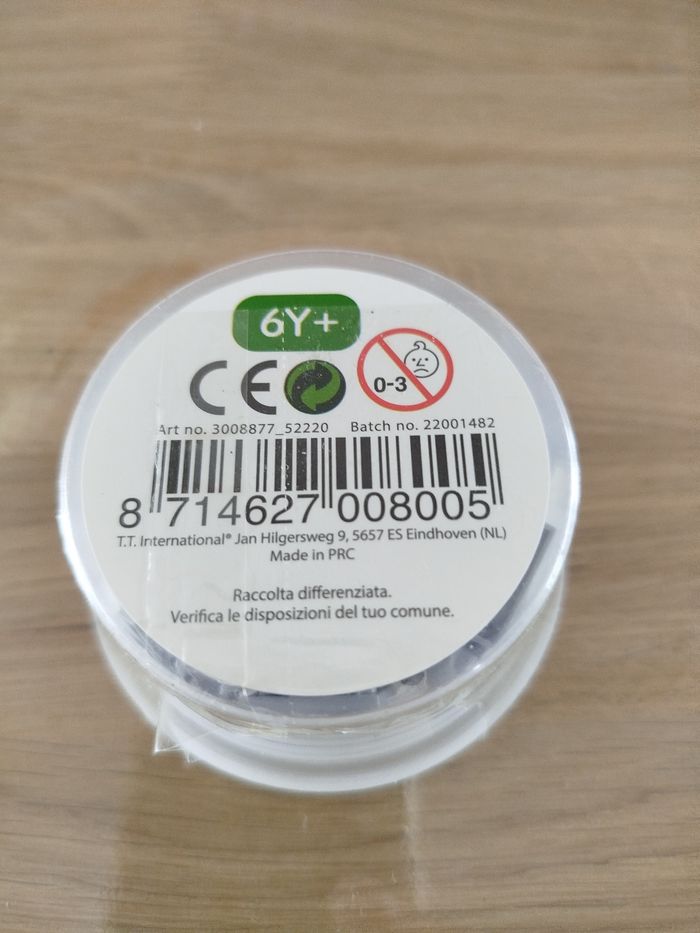 6Y+
CE
0-3
Art no. 3008877_52220 Batch no. 22001482
8 714627 008005
T.T. International® Jan Hilgersweg 9, 5657 ES Eindhoven (NL)
Made in PRC
Raccolta differenziata.
Verifica le disposizioni del tuo comune.